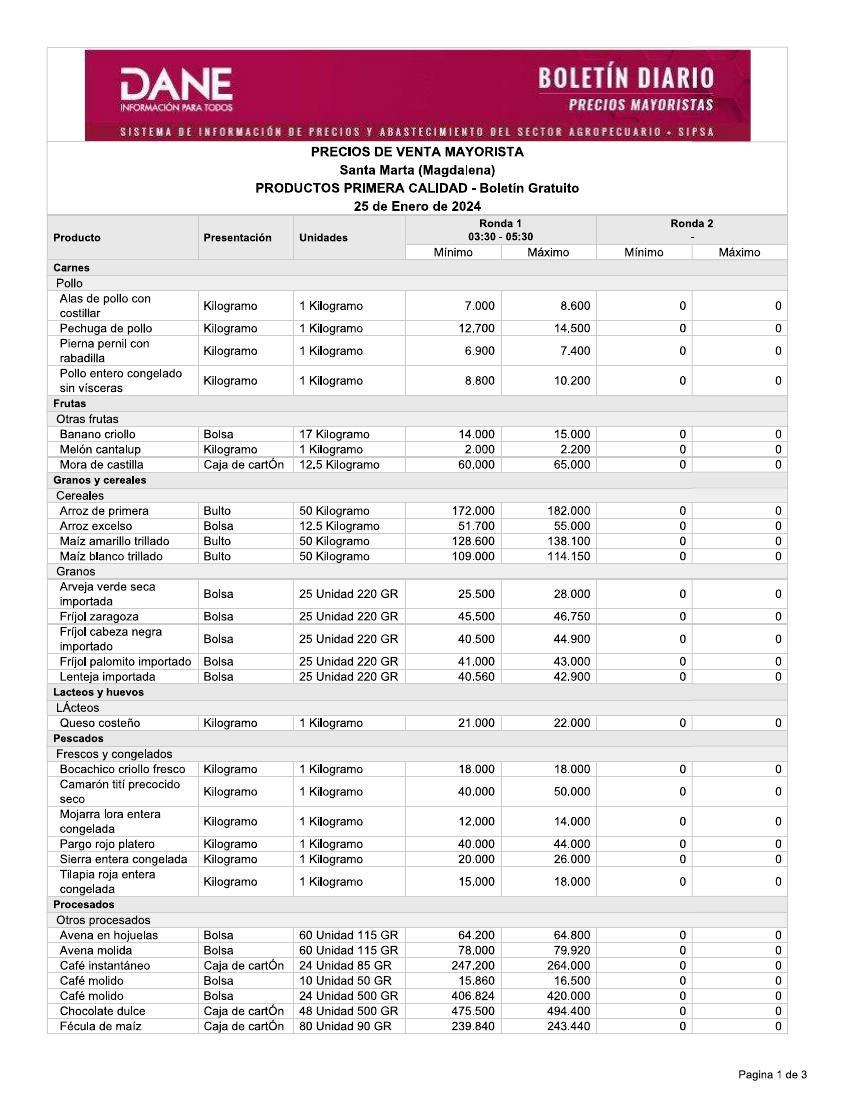 DANE
INFORMACIÓN PARA TODOS
BOLETÍN DIARIO
PRECIOS MAYORISTAS
SISTEMA DE INFORMACIÓN DE PRECIOS Y ABASTECIMIENTO DEL SECTOR AGROPECUARIO • SIPSA
PRECIOS DE VENTA MAYORISTA
Santa Marta (Magdalena)
PRODUCTOS PRIMERA CALIDAD - Boletín Gratuito
25 de Enero de 2024
Producto Presentación Unidades Ronda 1 Ronda 2
03:30 - 05:30 -
Mínimo Máximo Mínimo Máximo
Carnes
Pollo
Alas de pollo con
costillar Kilogramo 1 Kilogramo 7.000 8.600 0 0
Pechuga de pollo Kilogramo 1 Kilogramo 12.700 14.500 0 0
Pierna pernil con
rabadilla Kilogramo 1 Kilogramo 6.900 7.400 0 0
Pollo entero congelado
sin vísceras Kilogramo 1 Kilogramo 8.800 10.200 0 0
Frutas
Otras frutas
Banano criollo Bolsa 17 Kilogramo 14.000 15.000 0 0
Melón cantalup Kilogramo 1 Kilogramo 2.000 2.200 0 0
Mora de castilla Caja de cartÓn 12.5 Kilogramo 60.000 65.000 0 0
Granos y cereales
Cereales
Arroz de primera Bulto 50 Kilogramo 172.000 182.000 0 0
Arroz excelso Bolsa 12.5 Kilogramo 51.700 55.000 0 0
Maíz amarillo trillado Bulto 50 Kilogramo 128.600 138.100 0 0
Maíz blanco trillado Bulto 50 Kilogramo 109.000 114.150 0 0
Granos
Arveja verde seca
importada Bolsa 25 Unidad 220 GR 25.500 28.000 0 0
Fríjol zaragoza Bolsa 25 Unidad 220 GR 45.500 46.750 0 0
Fríjol cabeza negra
importado Bolsa 25 Unidad 220 GR 40.500 44.900 0 0
Fríjol palomito importado Bolsa 25 Unidad 220 GR 41.000 43.000 0 0
Lenteja importada Bolsa 25 Unidad 220 GR 40.560 42.900 0 0
Lacteos y huevos
LÁcteos
Queso costeño Kilogramo 1 Kilogramo 21.000 22.000 0 0
Pescados
Frescos y congelados
Bocachico criollo fresco Kilogramo 1 Kilogramo 18.000 18.000 0 0
Camarón tití precocido
seco Kilogramo 1 Kilogramo 40.000 50.000 0 0
Mojarra lora entera
congelada Kilogramo 1 Kilogramo 12.000 14.000 0 0
Pargo rojo platero Kilogramo 1 Kilogramo 40.000 44.000 0 0
Sierra entera congelada Kilogramo 1 Kilogramo 20.000 26.000 0 0
Tilapia roja entera
congelada Kilogramo 1 Kilogramo 15.000 18.000 0 0
Procesados
Otros procesados
Avena en hojuelas Bolsa 60 Unidad 115 GR 64.200 64.800 0 0
Avena molida Bolsa 60 Unidad 115 GR 78.000 79.920 0 0
Café instantáneo Caja de cartÓn 24 Unidad 85 GR 247.200 264.000 0 0
Café molido Bolsa 10 Unidad 50 GR 15.860 16.500 0 0
Café molido Bolsa 24 Unidad 500 GR 406.824 420.000 0 0
Chocolate dulce Caja de cartÓn 48 Unidad 500 GR 475.500 494.400 0 0
Fécula de maíz Caja de cartÓn 80 Unidad 90 GR 239.840 243.440 0 0
Pagina 1 de 3